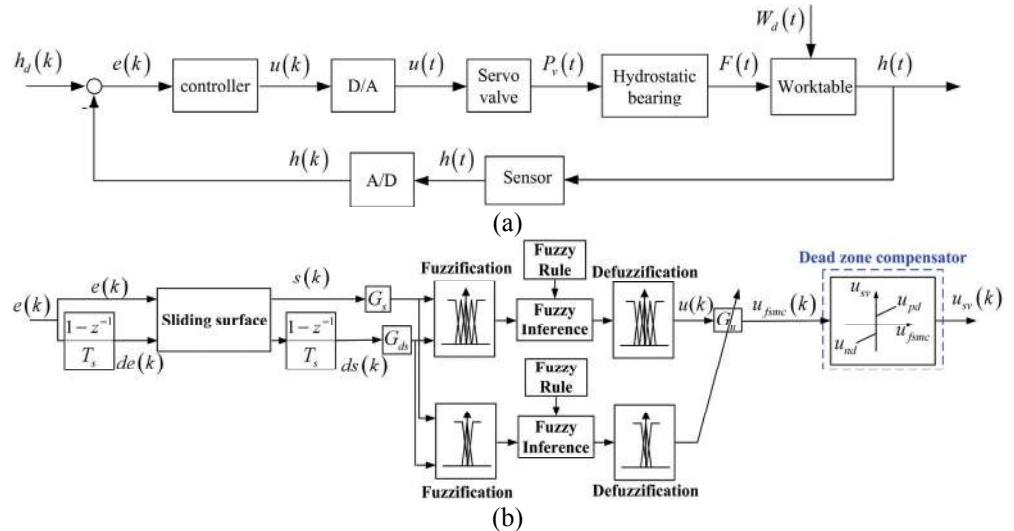 W_d(t)
h_d(k)
e(k)
controller
u(k)
D/A
u(t)
Servo
valve
P_v(t)
Hydrostatic
bearing
F(t)
Worktable
h(t)
-
h(k)
A/D
h(t)
Sensor
(a)
Fuzzy
Rule
Fuzzification
Defuzzification
Dead zone compensator
e(k)
e(k)
Sliding surface
s(k)
G_s
Fuzzy
Inference
u(k)
G_u
u_fsmc(k)
u_sv
u_pd
u_fsmc
u_nd
u_sv(k)
1 - z⁻¹
T_s
de(k)
1 - z⁻¹
T_s
ds(k)
G_ds
Fuzzy
Rule
Fuzzy
Inference
Fuzzification
Defuzzification
(b)